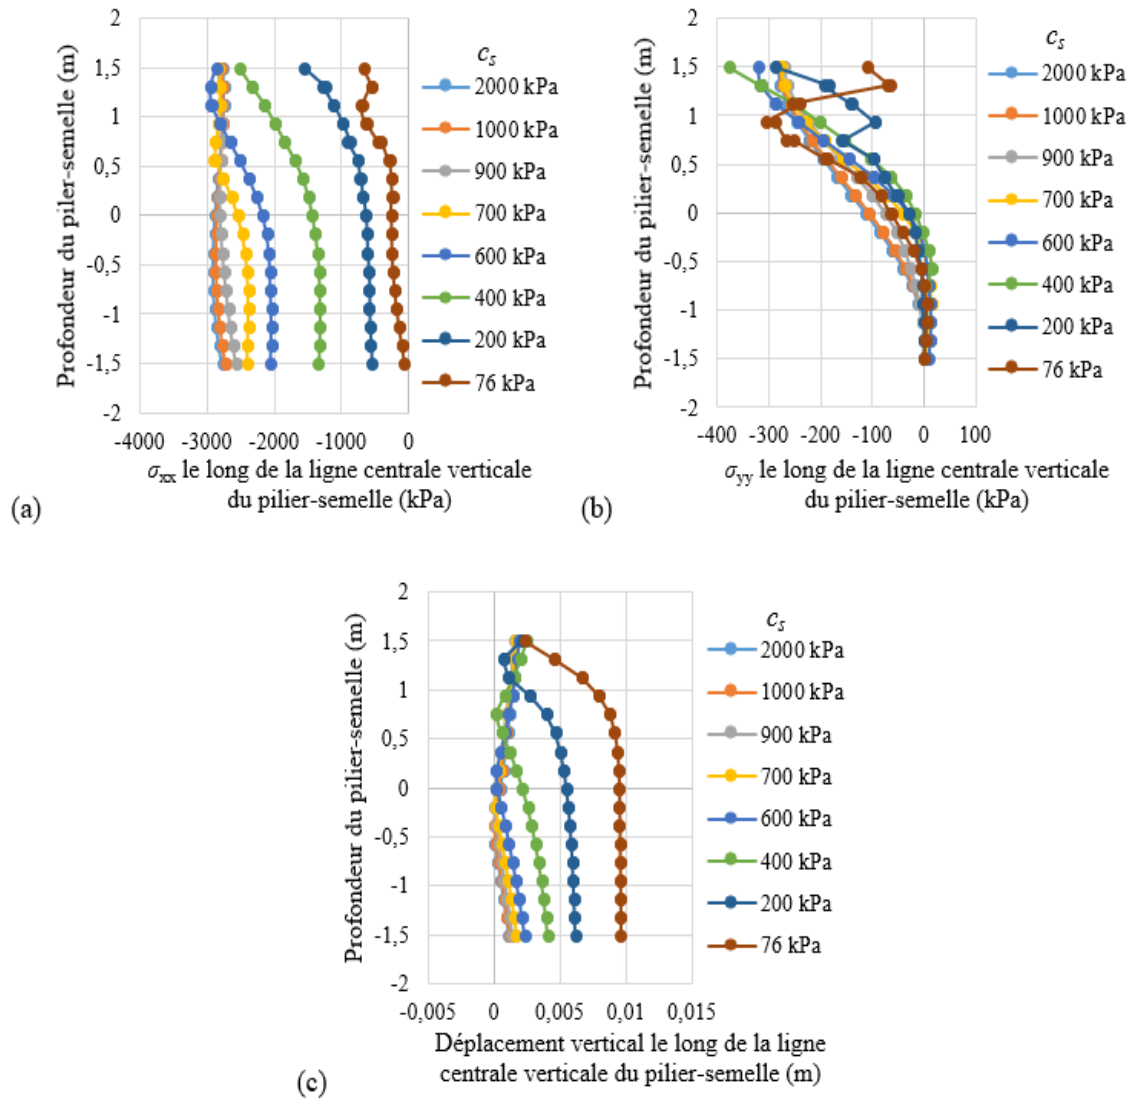 2
1,5
1
0,5
0
-0,5
-1
-1,5
-2
-4000 -3000 -2000 -1000 0
Profondeur du piler-semelle (m)
σxx le long de la ligne centrale verticale
du pilier-semelle (kPa)
cs
2000 kPa
1000 kPa
900 kPa
700 kPa
600 kPa
400 kPa
200 kPa
76 kPa
(a)
2
1,5
1
0,5
0
-0,5
-1
-1,5
-2
-400 -300 -200 -100 0 100
Profondeur du pilier-semelle (m)
σyy le long de la ligne centrale verticale
du pilier-semelle (kPa)
cs
2000 kPa
1000 kPa
900 kPa
700 kPa
600 kPa
400 kPa
200 kPa
76 kPa
(b)
2
1,5
1
0,5
0
-0,5
-1
-1,5
-2
-0,005 0 0,005 0,01 0,015
Profondeur du pilier-semelle (m)
Déplacement vertical le long de la ligne
centrale verticale du pilier-semelle (m)
cs
2000 kPa
1000 kPa
900 kPa
700 kPa
600 kPa
400 kPa
200 kPa
76 kPa
(c)